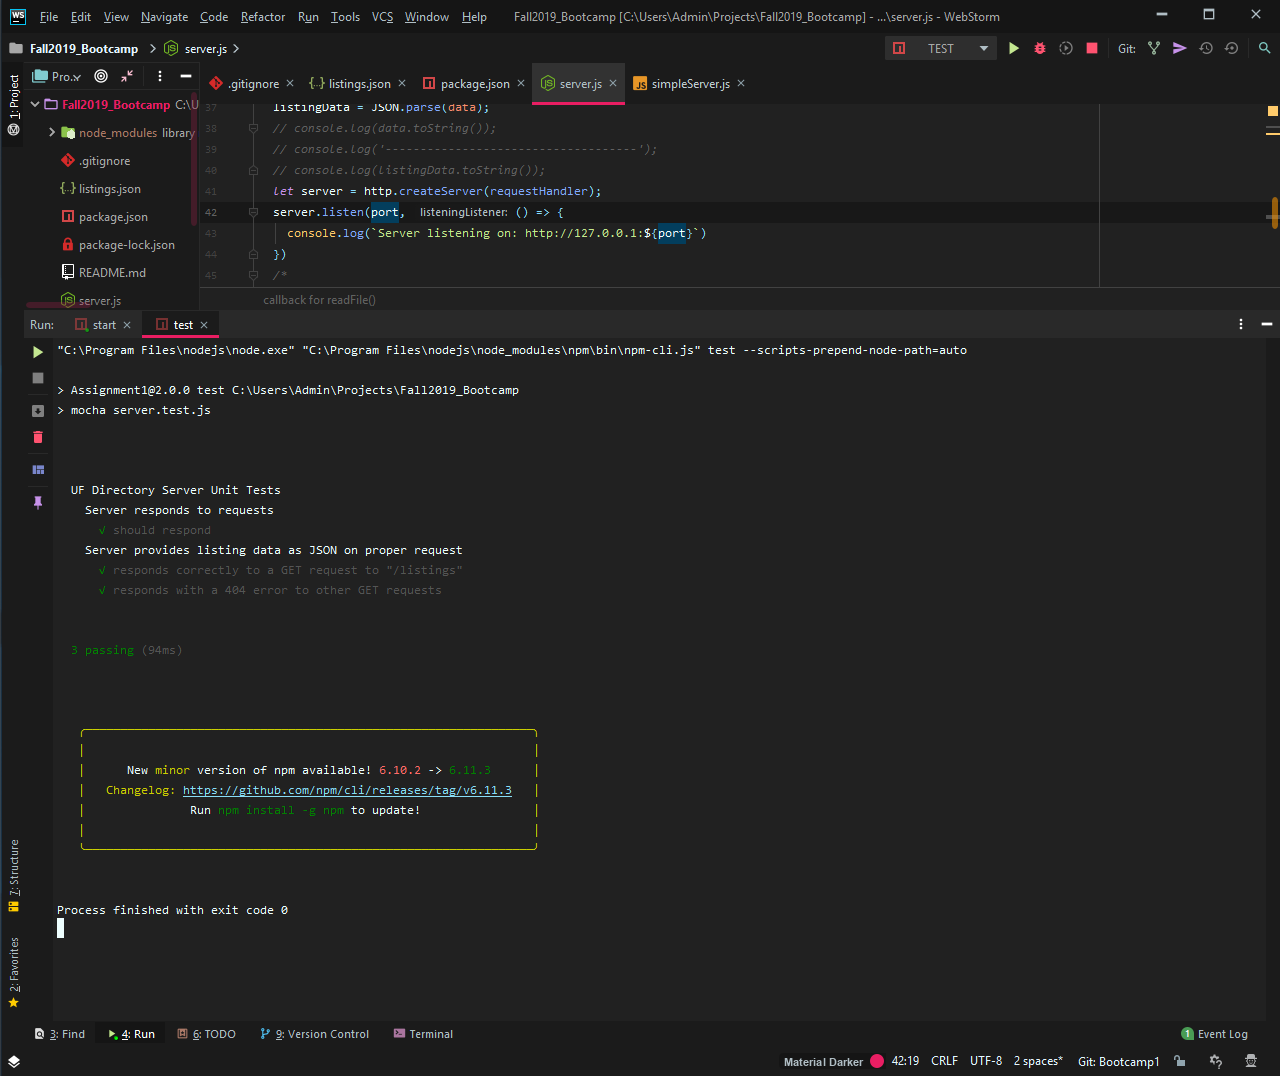 WS File Edit View Navigate Code Refactor Run Tools VCS Window Help Fall2019_Bootcamp [C:\Users\Admin\Projects\Fall2019_Bootcamp] - ...\server.js - WebStorm
Fall2019_Bootcamp server.js TEST Git:
1: Project
Pro...
.gitignore listings.json package.json server.js JS simpleServer.js
Fall2019_Bootcamp C:\U
node_modules library
.gitignore
listings.json
package.json
package-lock.json
README.md
server.js
37 listingData = JSON.parse(data);
38 // console.log(data.toString());
39 // console.log('------------------------------------');
40 // console.log(listingData.toString());
41 let server = http.createServer(requestHandler);
42 server.listen(port, listeningListener: () => {
43 console.log(`Server listening on: http://127.0.0.1:${port}`)
44 })
45 /*
callback for readFile()
Run: start test
"C:\Program Files\nodejs\node.exe" "C:\Program Files\nodejs\node_modules\npm\bin\npm-cli.js" test --scripts-prepend-node-path=auto
> Assignment1@2.0.0 test C:\Users\Admin\Projects\Fall2019_Bootcamp
> mocha server.test.js
UF Directory Server Unit Tests
Server responds to requests
√ should respond
Server provides listing data as JSON on proper request
√ responds correctly to a GET request to "/listings"
√ responds with a 404 error to other GET requests
3 passing (94ms)
New minor version of npm available! 6.10.2 -> 6.11.3
Changelog: https://github.com/npm/cli/releases/tag/v6.11.3
Run npm install -g npm to update!
Process finished with exit code 0
7: Structure
2: Favorites
3: Find 4: Run 6: TODO 9: Version Control Terminal 1 Event Log
Material Darker 42:19 CRLF UTF-8 2 spaces* Git: Bootcamp1